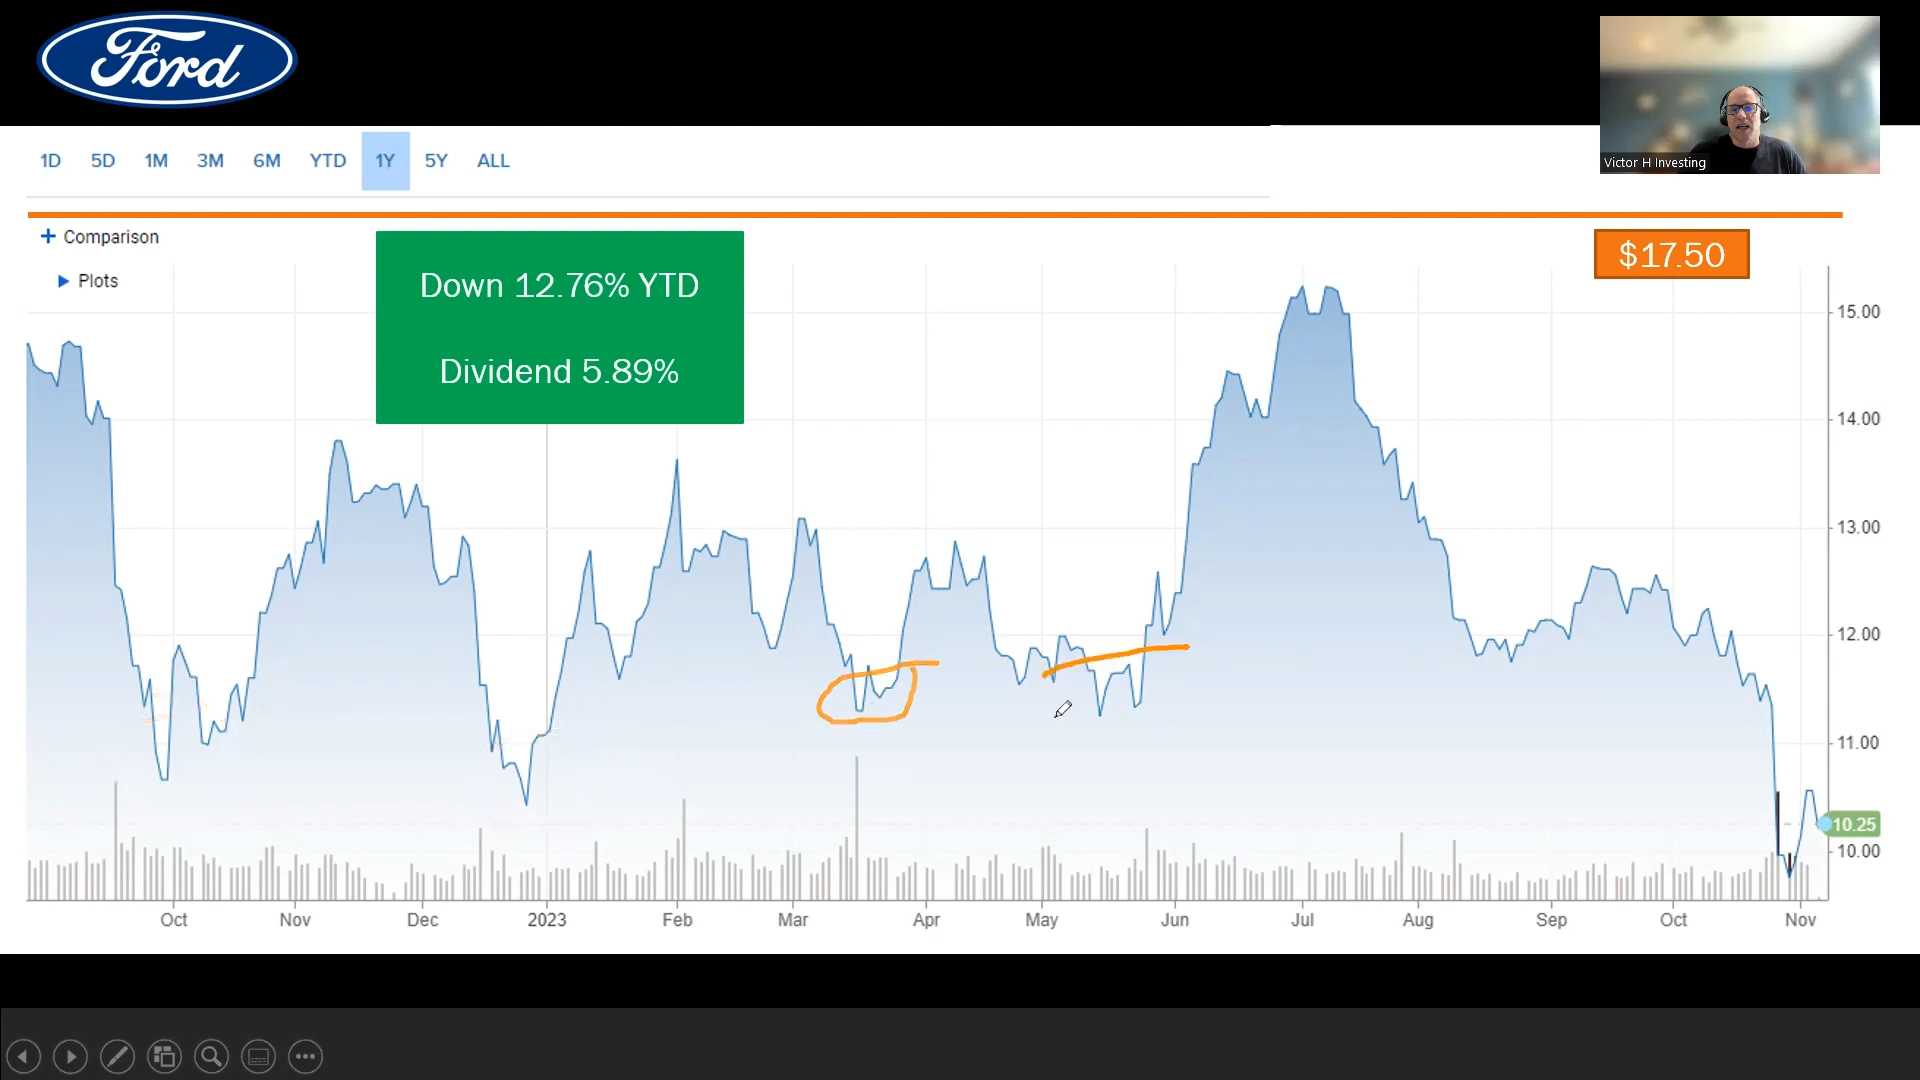 Ford
Victor H Investing
1D 5D 1M 3M 6M YTD 1Y 5Y ALL
Comparison
$17.50
Plots
Down 12.76% YTD
Dividend 5.89%
15.00
14.00
13.00
12.00
11.00
10.25
10.00
Oct Nov Dec 2023 Feb Mar Apr May Jun Jul Aug Sep Oct Nov